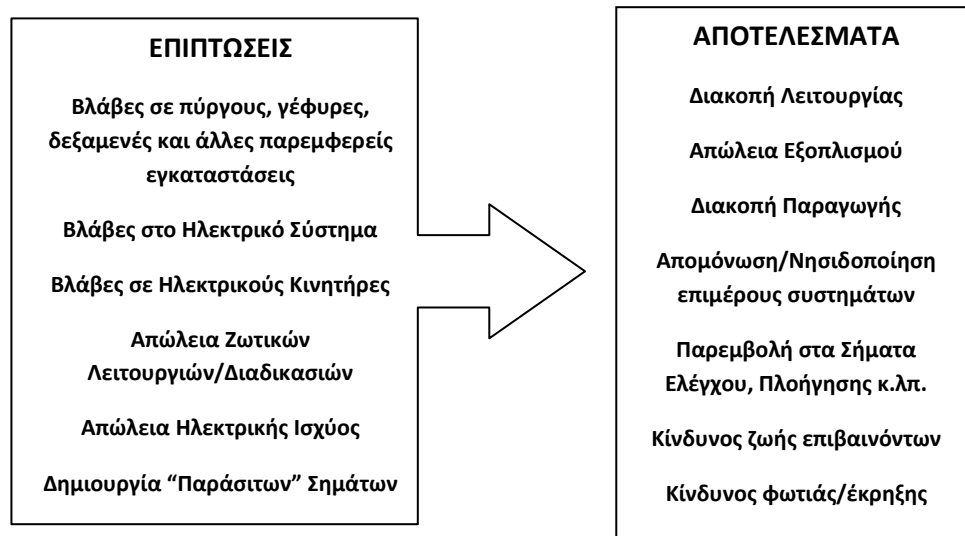 ΕΠΙΠΤΩΣΕΙΣ
Βλάβες σε πύργους, γέφυρες,
δεξαμενές και άλλες παρεμφερείς
εγκαταστάσεις
Βλάβες στο Ηλεκτρικό Σύστημα
Βλάβες σε Ηλεκτρικούς Κινητήρες
Απώλεια Ζωτικών
Λειτουργιών/Διαδικασιών
Απώλεια Ηλεκτρικής Ισχύος
Δημιουργία “Παράσιτων” Σημάτων
ΑΠΟΤΕΛΕΣΜΑΤΑ
Διακοπή Λειτουργίας
Απώλεια Εξοπλισμού
Διακοπή Παραγωγής
Απομόνωση/Νησιδοποίηση
επιμέρους συστημάτων
Παρεμβολή στα Σήματα
Ελέγχου, Πλοήγησης κ.λπ.
Κίνδυνος ζωής επιβαινόντων
Κίνδυνος φωτιάς/έκρηξης